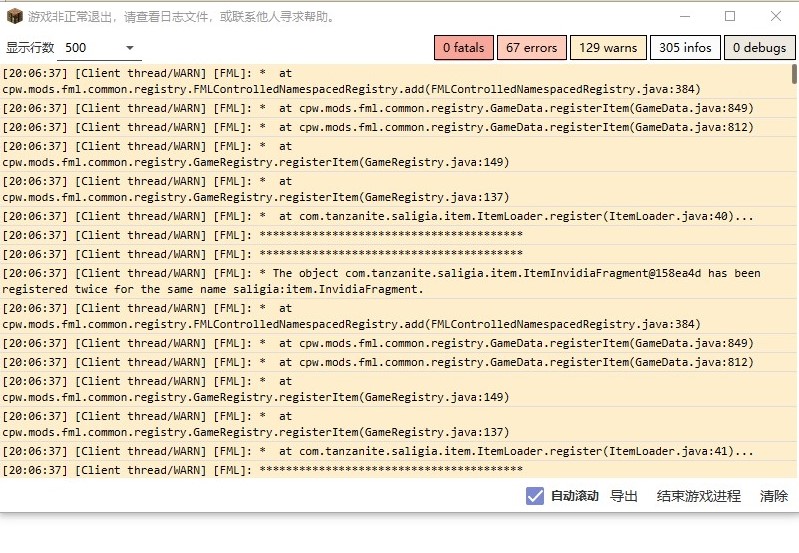 游戏非正常退出，请查看日志文件，或联系他人寻求帮助。
显示行数 500 0 fatals 67 errors 129 warns 305 infos 0 debugs
[20:06:37] [Client thread/WARN] [FML]: *  at
cpw.mods.fml.common.registry.FMLControlledNamespacedRegistry.add(FMLControlledNamespacedRegistry.java:384)
[20:06:37] [Client thread/WARN] [FML]: *  at cpw.mods.fml.common.registry.GameData.registerItem(GameData.java:849)
[20:06:37] [Client thread/WARN] [FML]: *  at cpw.mods.fml.common.registry.GameData.registerItem(GameData.java:812)
[20:06:37] [Client thread/WARN] [FML]: *  at
cpw.mods.fml.common.registry.GameRegistry.registerItem(GameRegistry.java:149)
[20:06:37] [Client thread/WARN] [FML]: *  at
cpw.mods.fml.common.registry.GameRegistry.registerItem(GameRegistry.java:137)
[20:06:37] [Client thread/WARN] [FML]: *  at com.tanzanite.saligia.item.ItemLoader.register(ItemLoader.java:40)...
[20:06:37] [Client thread/WARN] [FML]: ****************************************
[20:06:37] [Client thread/WARN] [FML]: ****************************************
[20:06:37] [Client thread/WARN] [FML]: * The object com.tanzanite.saligia.item.ItemInvidiaFragment@158ea4d has been
registered twice for the same name saligia:item.InvidiaFragment.
[20:06:37] [Client thread/WARN] [FML]: *  at
cpw.mods.fml.common.registry.FMLControlledNamespacedRegistry.add(FMLControlledNamespacedRegistry.java:384)
[20:06:37] [Client thread/WARN] [FML]: *  at cpw.mods.fml.common.registry.GameData.registerItem(GameData.java:849)
[20:06:37] [Client thread/WARN] [FML]: *  at cpw.mods.fml.common.registry.GameData.registerItem(GameData.java:812)
[20:06:37] [Client thread/WARN] [FML]: *  at
cpw.mods.fml.common.registry.GameRegistry.registerItem(GameRegistry.java:149)
[20:06:37] [Client thread/WARN] [FML]: *  at
cpw.mods.fml.common.registry.GameRegistry.registerItem(GameRegistry.java:137)
[20:06:37] [Client thread/WARN] [FML]: *  at com.tanzanite.saligia.item.ItemLoader.register(ItemLoader.java:41)...
[20:06:37] [Client thread/WARN] [FML]: ****************************************
自动滚动 导出 结束游戏进程 清除